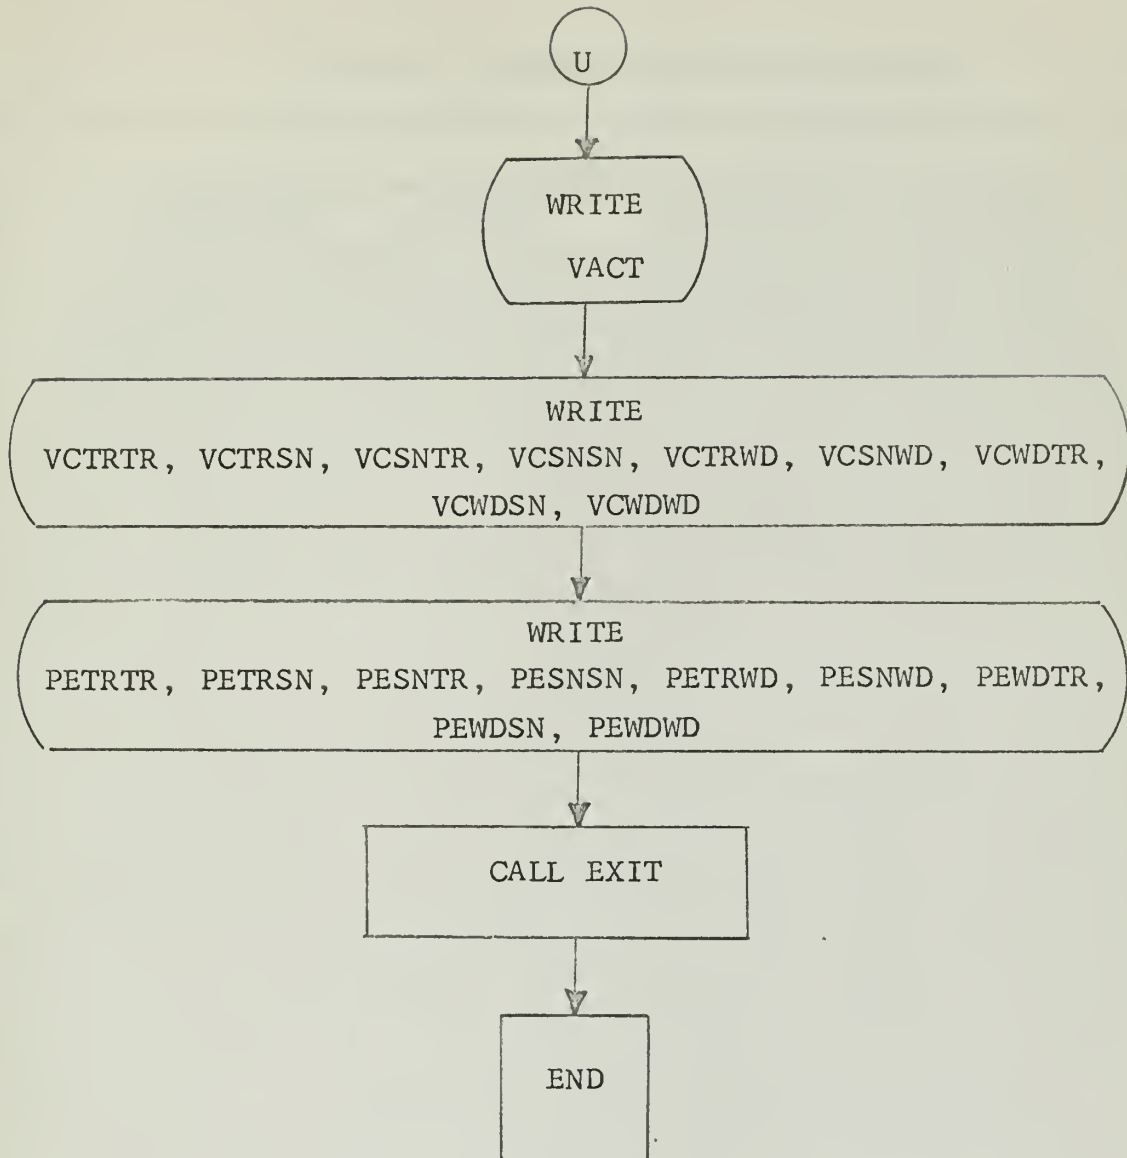 U
WRITE
VACT
WRITE
VCTRTR, VCTRSN, VCSNTR, VCSNSN, VCTRWD, VCSNWD, VCWDTR,
VCWDSN, VCWDWD
WRITE
PETRTR, PETRSN, PESNTR, PESNSN, PETRWD, PESNWD, PEWDTR,
PEWDSN, PEWDWD
CALL EXIT
END